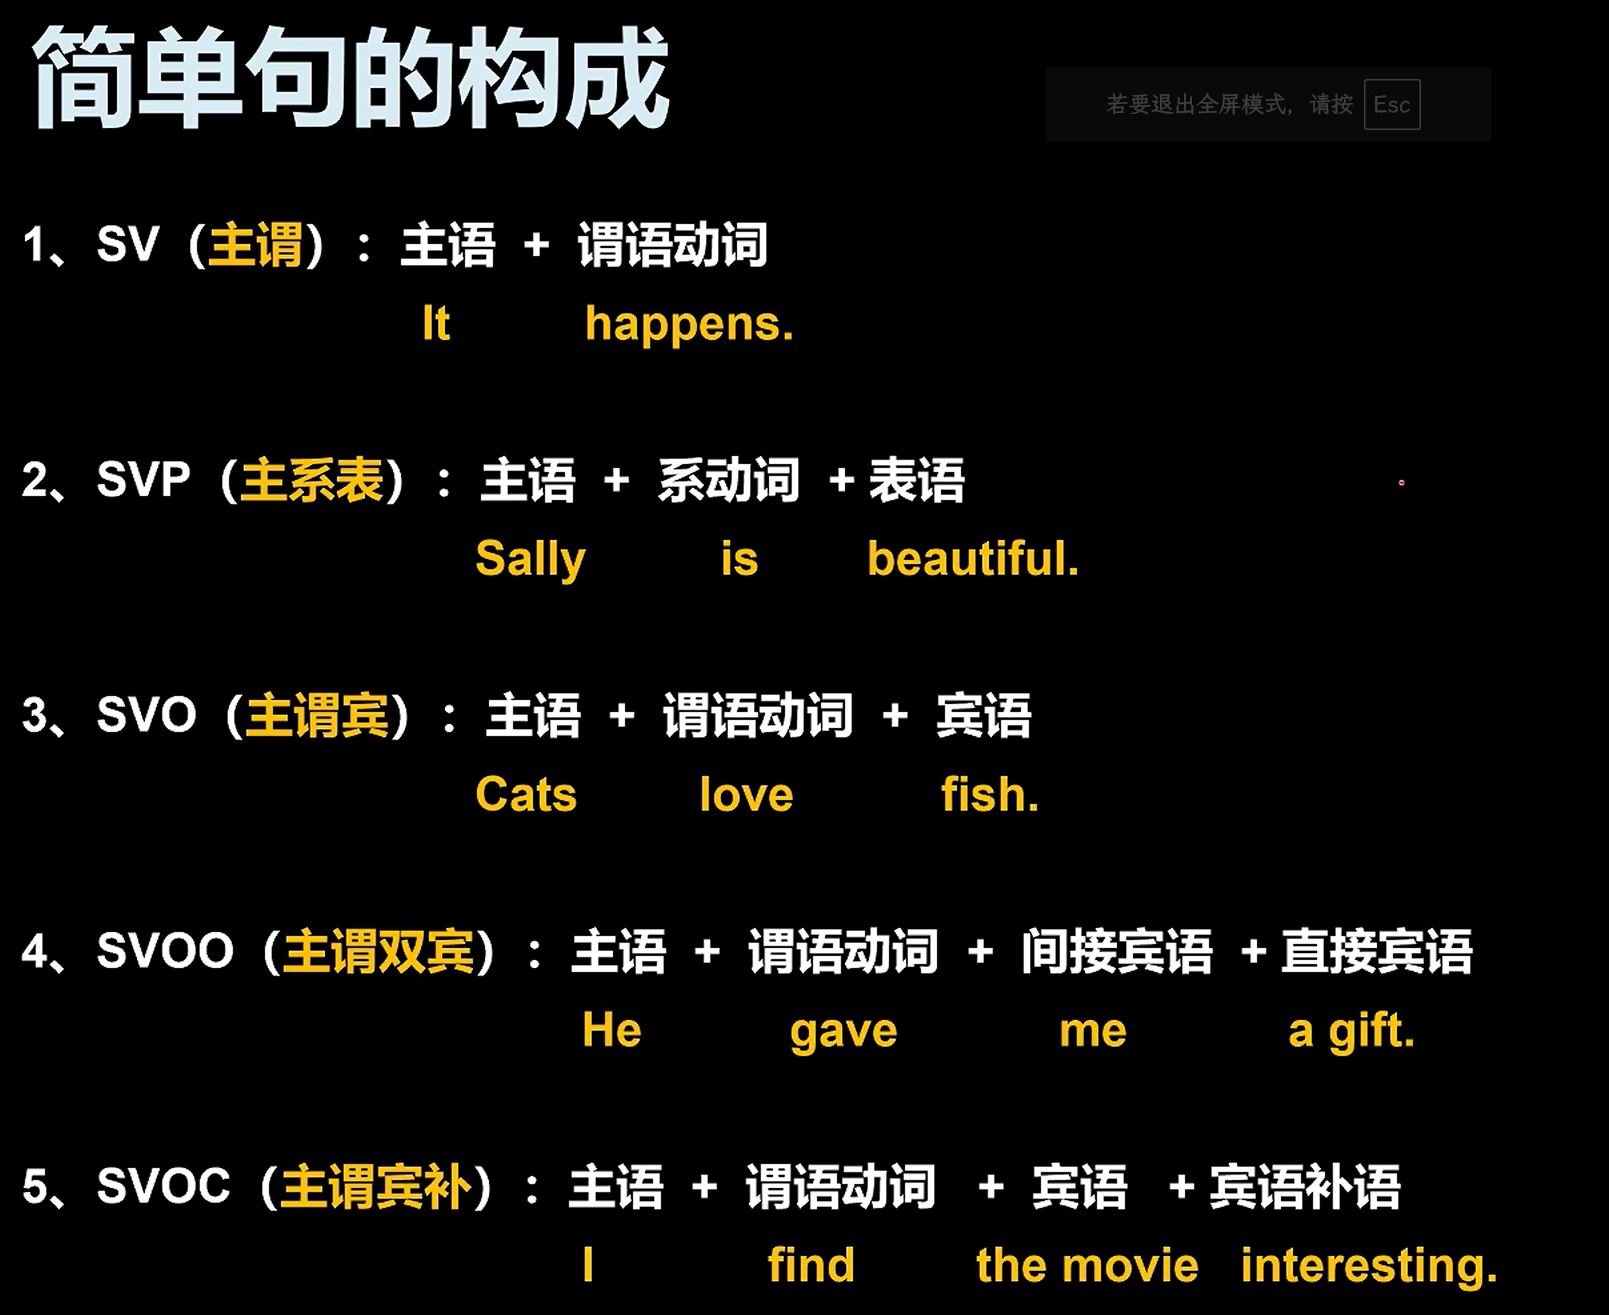 简单句的构成
若要退出全屏模式，请按 Esc
1、SV（主谓）：主语 + 谓语动词
It happens.
2、SVP（主系表）：主语 + 系动词 + 表语
Sally is beautiful.
3、SVO（主谓宾）：主语 + 谓语动词 + 宾语
Cats love fish.
4、SVOO（主谓双宾）：主语 + 谓语动词 + 间接宾语 + 直接宾语
He gave me a gift.
5、SVOC（主谓宾补）：主语 + 谓语动词 + 宾语 + 宾语补语
I find the movie interesting.